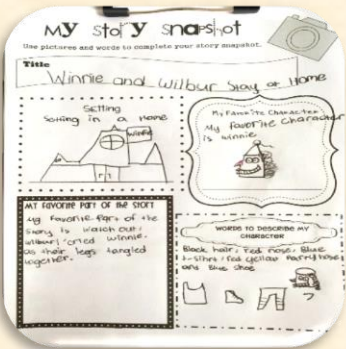 My story snapshot
Use pictures and words to complete your story snapshot.
Title
Winnie and Wilbur Stay at Home
Setting
Setting in a Home
Winnie
My Favorite Character
My favorite Character
is winnie
MY FAVORITE PART OF THE STORY
My Favorite Part of the
Story is Watch out!
wilbur! cried winnie.
as their legs tangled
together.
WORDS TO DESCRIBE MY
CHARACTER
Black hair, red nose, Blue
t-shirt, red yellow
and Blue Shoe